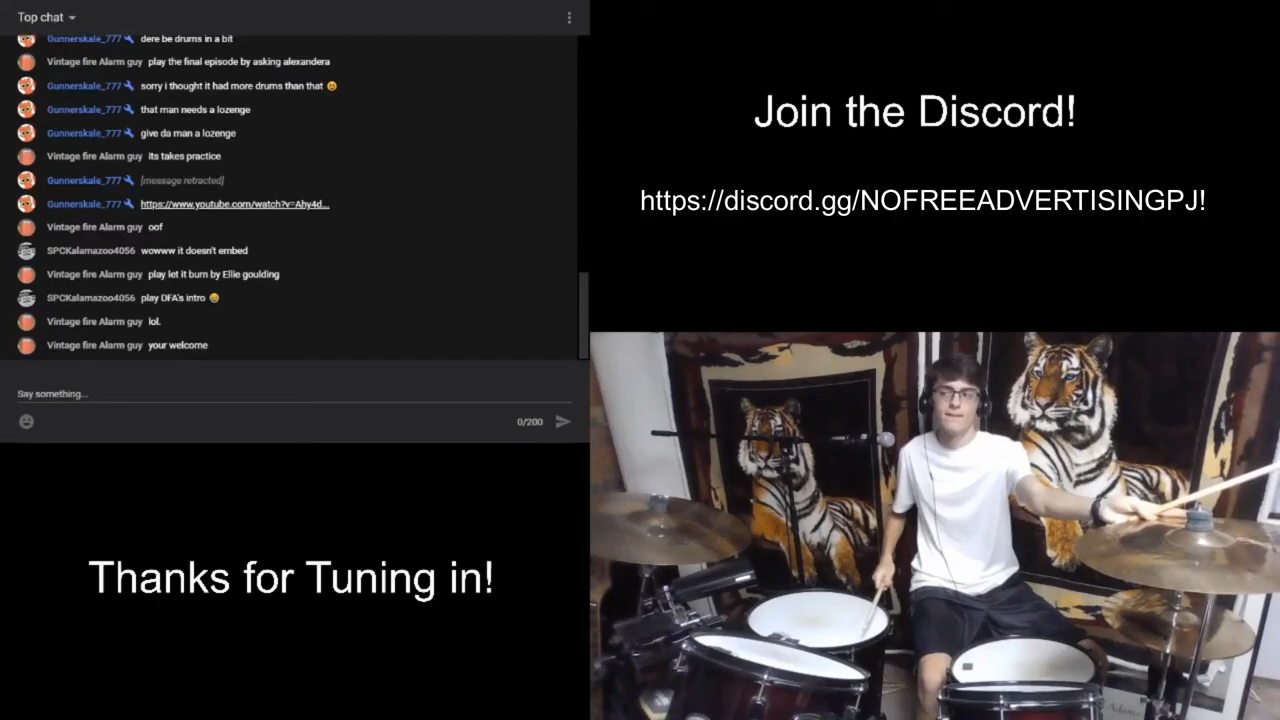 Top chat
Gunnerskale_777 dere be drums in a bit
Vintage fire Alarm guy play the final episode by asking alexandera
Gunnerskale_777 sorry i thought it had more drums than that
Gunnerskale_777 that man needs a lozenge
Gunnerskale_777 give da man a lozenge
Vintage fire Alarm guy its takes practice
Gunnerskale_777 [message retracted]
Gunnerskale_777 https://www.youtube.com/watch?v=Ahy4d...
Vintage fire Alarm guy oof
SPCKalamazoo4056 wowww it doesn't embed
Vintage fire Alarm guy play let it burn by Ellie goulding
SPCKalamazoo4056 play DFA's intro
Vintage fire Alarm guy lol.
Vintage fire Alarm guy your welcome
Say something...
0/200
Join the Discord!
https://discord.gg/NOFREEADVERTISINGPJ!
Thanks for Tuning in!
Adams